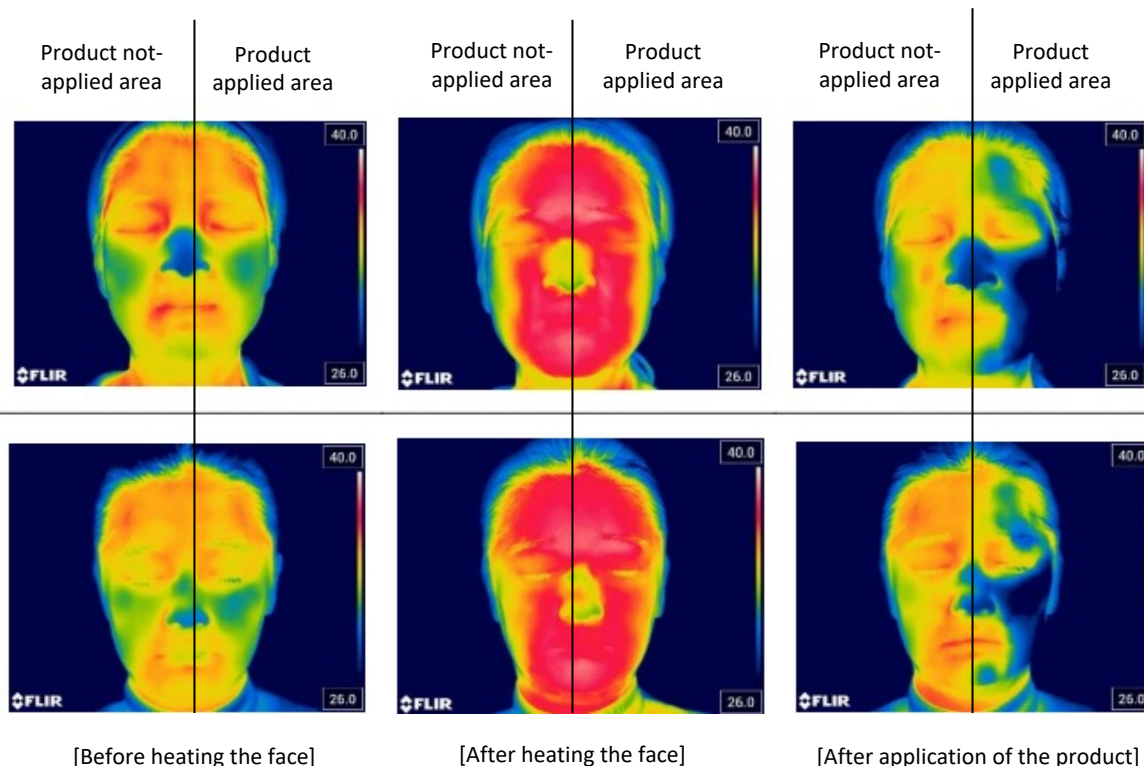 Product not-
applied area
Product
applied area
Product not-
applied area
Product
applied area
Product not-
applied area
Product
applied area
40.0
FLIR
26.0
40.0
FLIR
26.0
40.0
FLIR
26.0
40.0
FLIR
26.0
40.0
FLIR
26.0
40.0
FLIR
26.0
[Before heating the face]
[After heating the face]
[After application of the product]